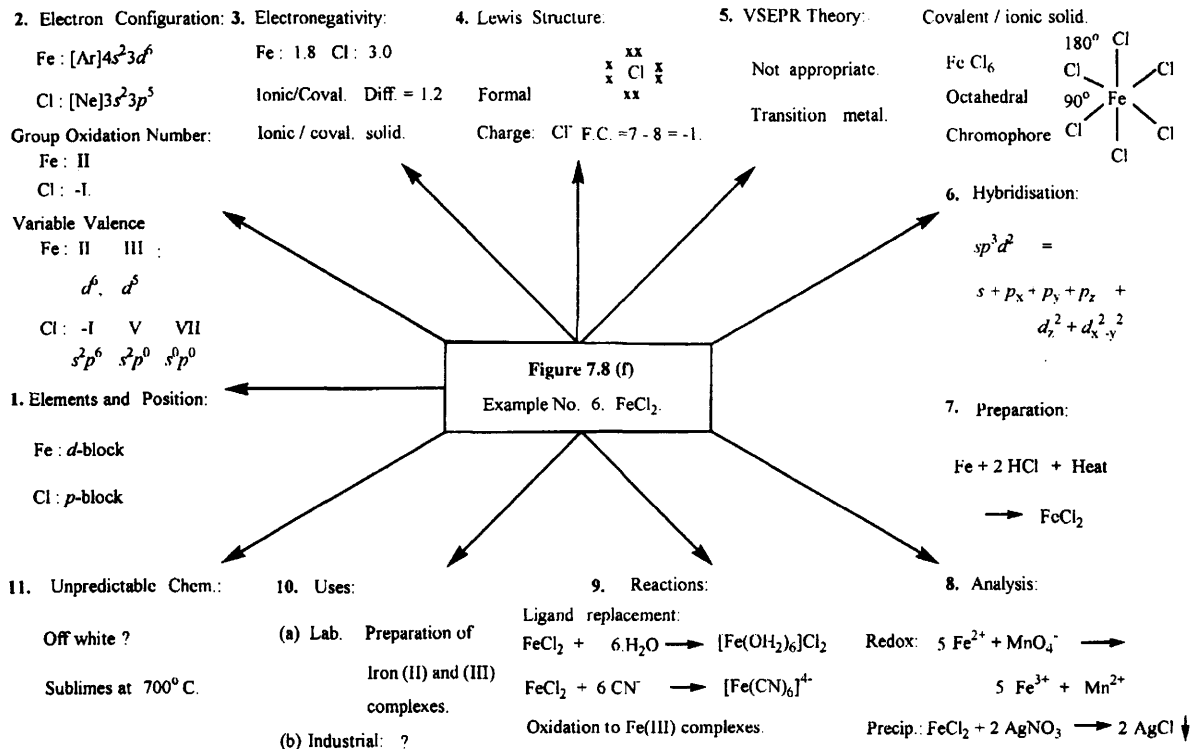 2. Electron Configuration:
Fe : [Ar]4s²3d⁶
Cl : [Ne]3s²3p⁵
Group Oxidation Number:
Fe : II
Cl : -I.
Variable Valence
Fe : II III :
d⁶, d⁵
Cl : -I V VII
s²p⁶ s²p⁰ s⁰p⁰
3. Electronegativity:
Fe : 1.8 Cl : 3.0
Ionic/Coval. Diff. = 1.2
Ionic / coval. solid.
4. Lewis Structure:
xx
x Cl x
x x
xx
Formal
Charge: Cl⁻ F.C. =7 - 8 = -1.
5. VSEPR Theory:
Not appropriate.
Transition metal.
Covalent / ionic solid.
Fe Cl₆
Octahedral
Chromophore
180° Cl
Cl Cl
90° Fe
Cl Cl
Cl
6. Hybridisation:
sp³d² =
s + pₓ + p_y + p_z +
d_z² + d_x²-y²
Figure 7.8 (f)
Example No. 6. FeCl₂.
1. Elements and Position:
Fe : d-block
Cl : p-block
7. Preparation:
Fe + 2 HCl + Heat
→ FeCl₂
11. Unpredictable Chem.:
Off white ?
Sublimes at 700° C.
10. Uses:
(a) Lab. Preparation of
Iron (II) and (III)
complexes.
(b) Industrial: ?
9. Reactions:
Ligand replacement:
FeCl₂ + 6.H₂O → [Fe(OH₂)₆]Cl₂
FeCl₂ + 6 CN⁻ → [Fe(CN)₆]⁴⁻
Oxidation to Fe(III) complexes.
8. Analysis:
Redox: 5 Fe²⁺ + MnO₄⁻ →
5 Fe³⁺ + Mn²⁺
Precip.: FeCl₂ + 2 AgNO₃ → 2 AgCl ↓